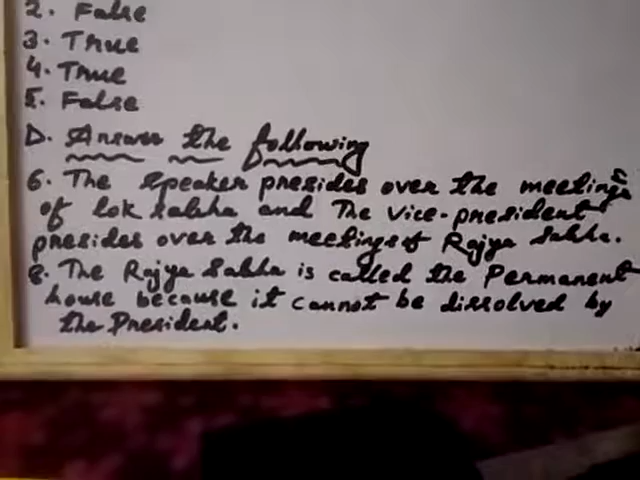 2. False
3. True
4. True
5. False
D. Answer the following
6. The Speaker presides over the meetings
of lok sabha and The vice-president
presides over the meetings of Rajya Sabha.
8. The Rajya Sabha is called the Permanent
house because it cannot be dissolved by
the President.